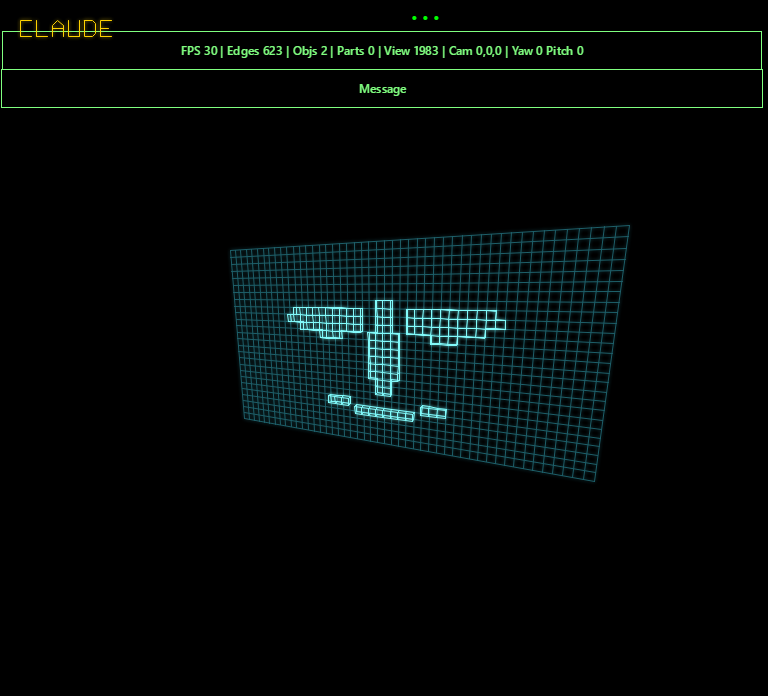 CLAUDE
FPS 30 | Edges 623 | Objs 2 | Parts 0 | View 1983 | Cam 0,0,0 | Yaw 0 Pitch 0
Message